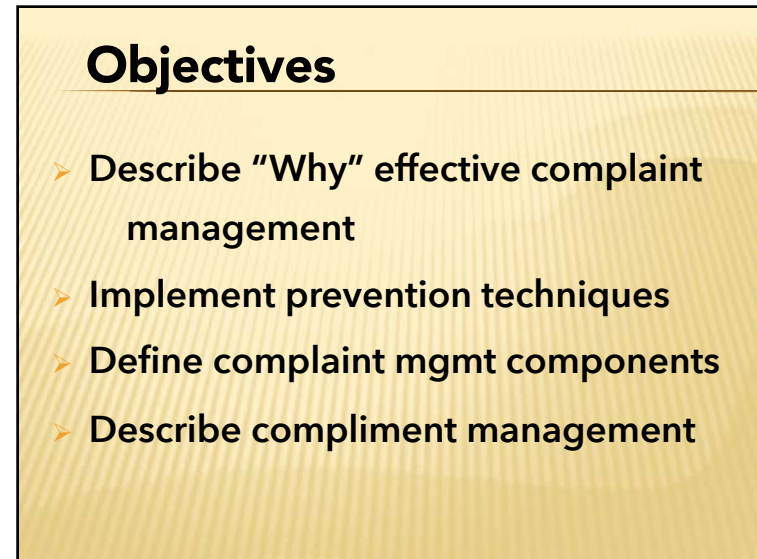 Objectives
➢ Describe “Why” effective complaint
management
➢ Implement prevention techniques
➢ Define complaint mgmt components
➢ Describe compliment management